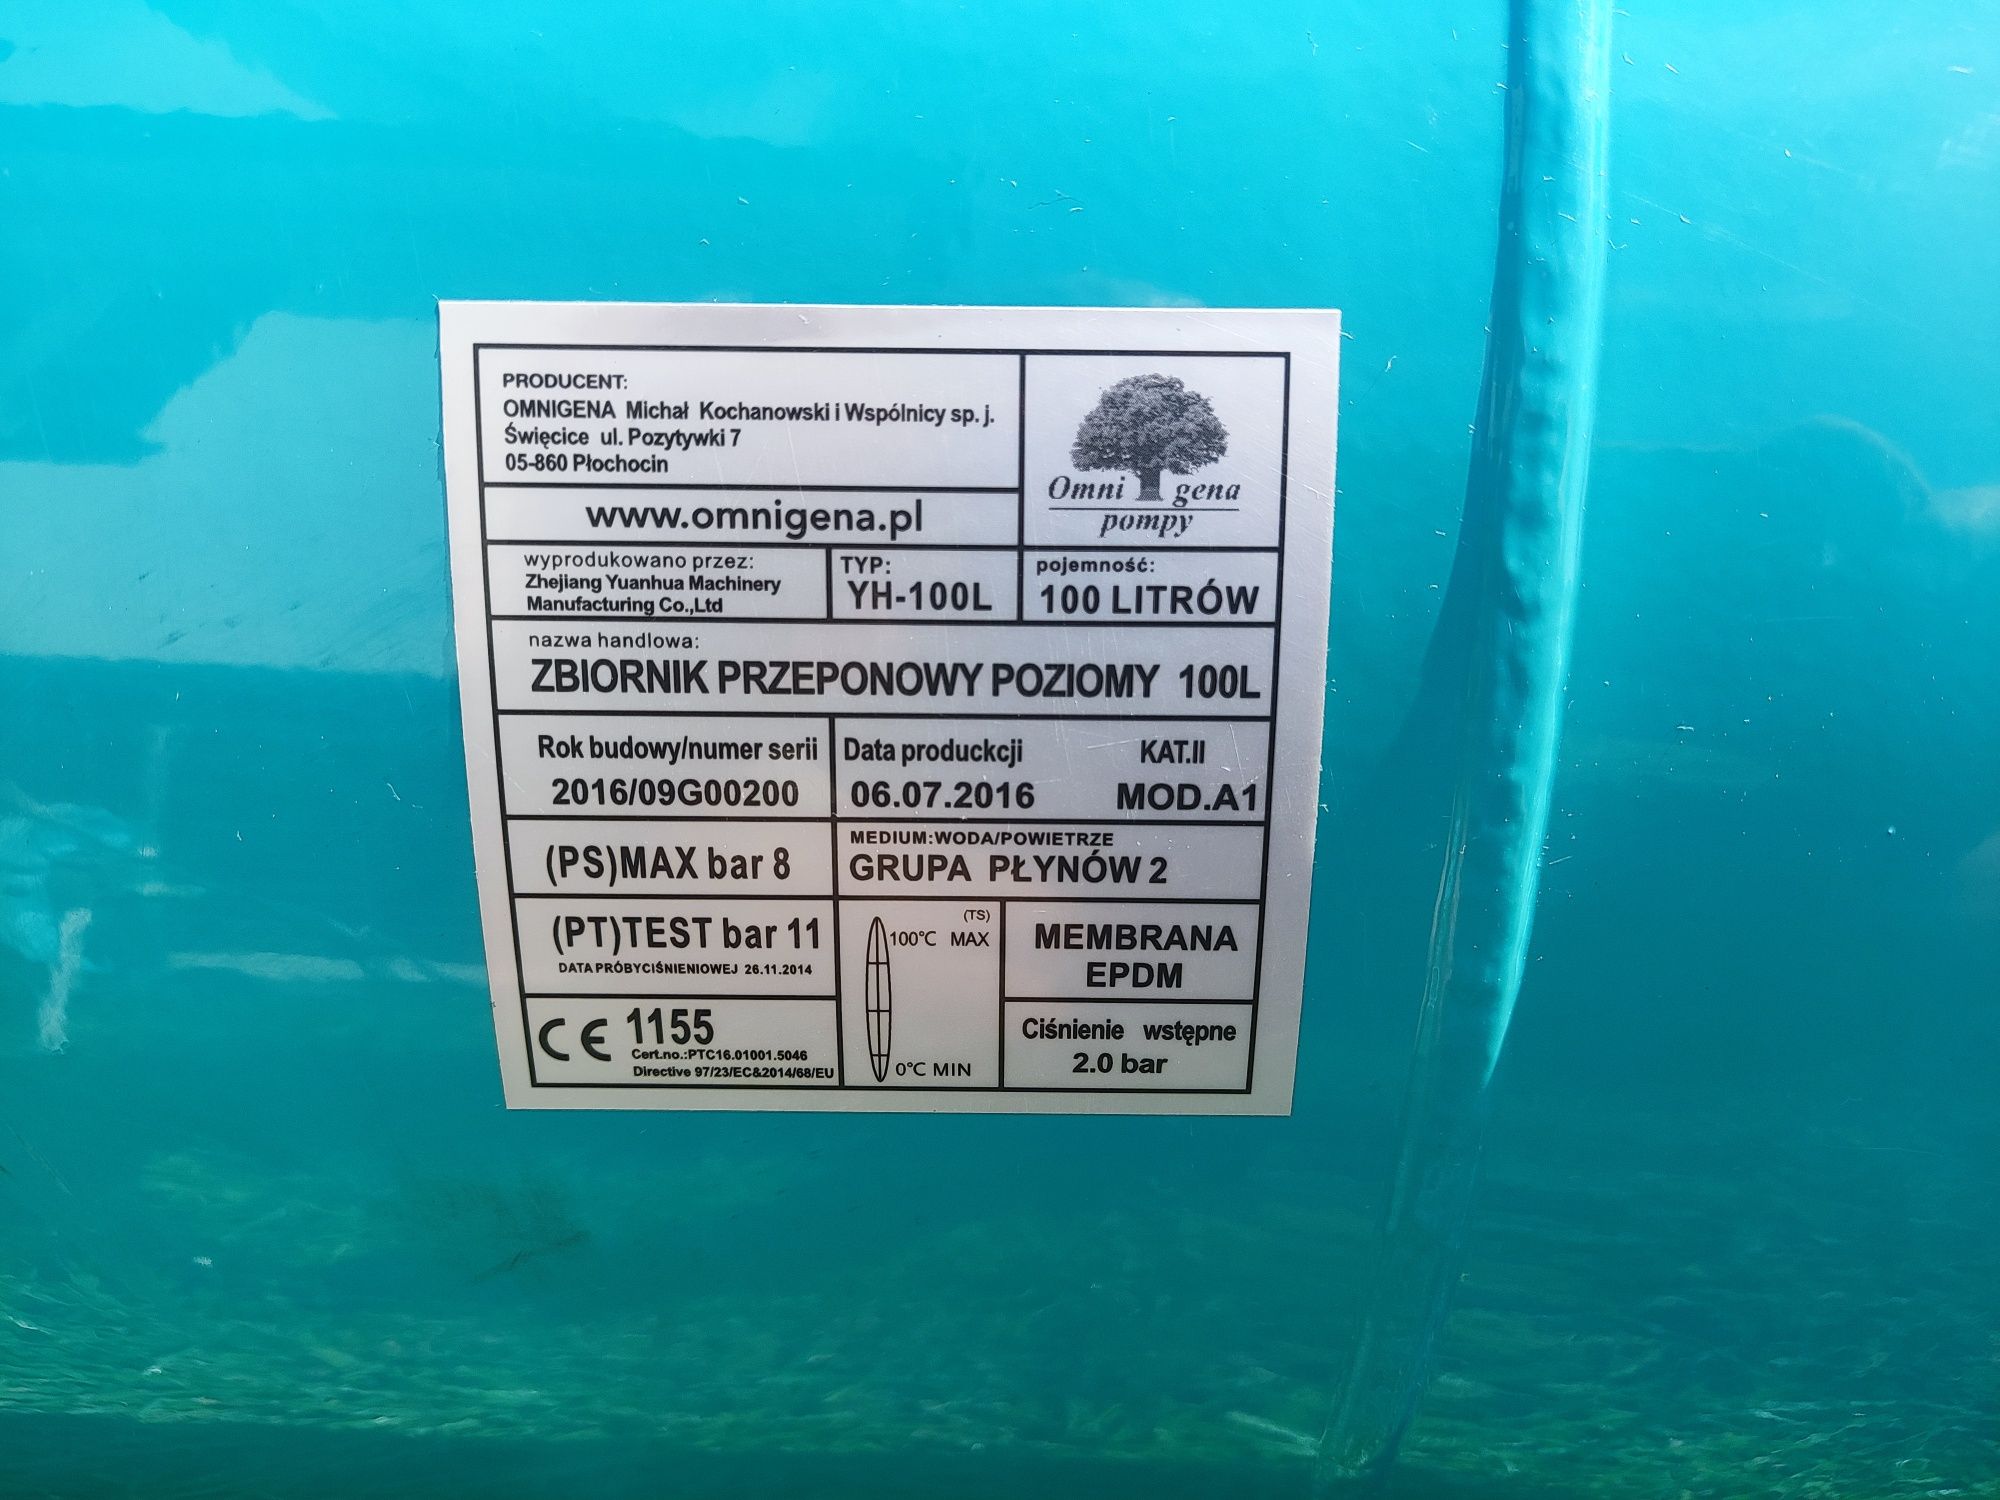 PRODUCENT:
OMNIGENA Michał Kochanowski i Wspólnicy sp. j.
Święcice ul. Pozytywki 7
05-860 Płochocin
Omni gena
pompy
www.omnigena.pl
wyprodukowano przez:
Zhejiang Yuanhua Machinery
Manufacturing Co.,Ltd
TYP:
YH-100L
pojemność:
100 LITRÓW
nazwa handlowa:
ZBIORNIK PRZEPONOWY POZIOMY 100L
Rok budowy/numer serii
2016/09G00200
Data produckcji KAT.II
06.07.2016 MOD.A1
(PS)MAX bar 8
MEDIUM:WODA/POWIETRZE
GRUPA PŁYNÓW 2
(PT)TEST bar 11
DATA PRÓBYCIŚNIENIOWEJ 26.11.2014
(TS)
100°C MAX
0°C MIN
MEMBRANA
EPDM
CE 1155
Cert.no.:PTC16.01001.5046
Directive 97/23/EC&2014/68/EU
Ciśnienie wstępne
2.0 bar